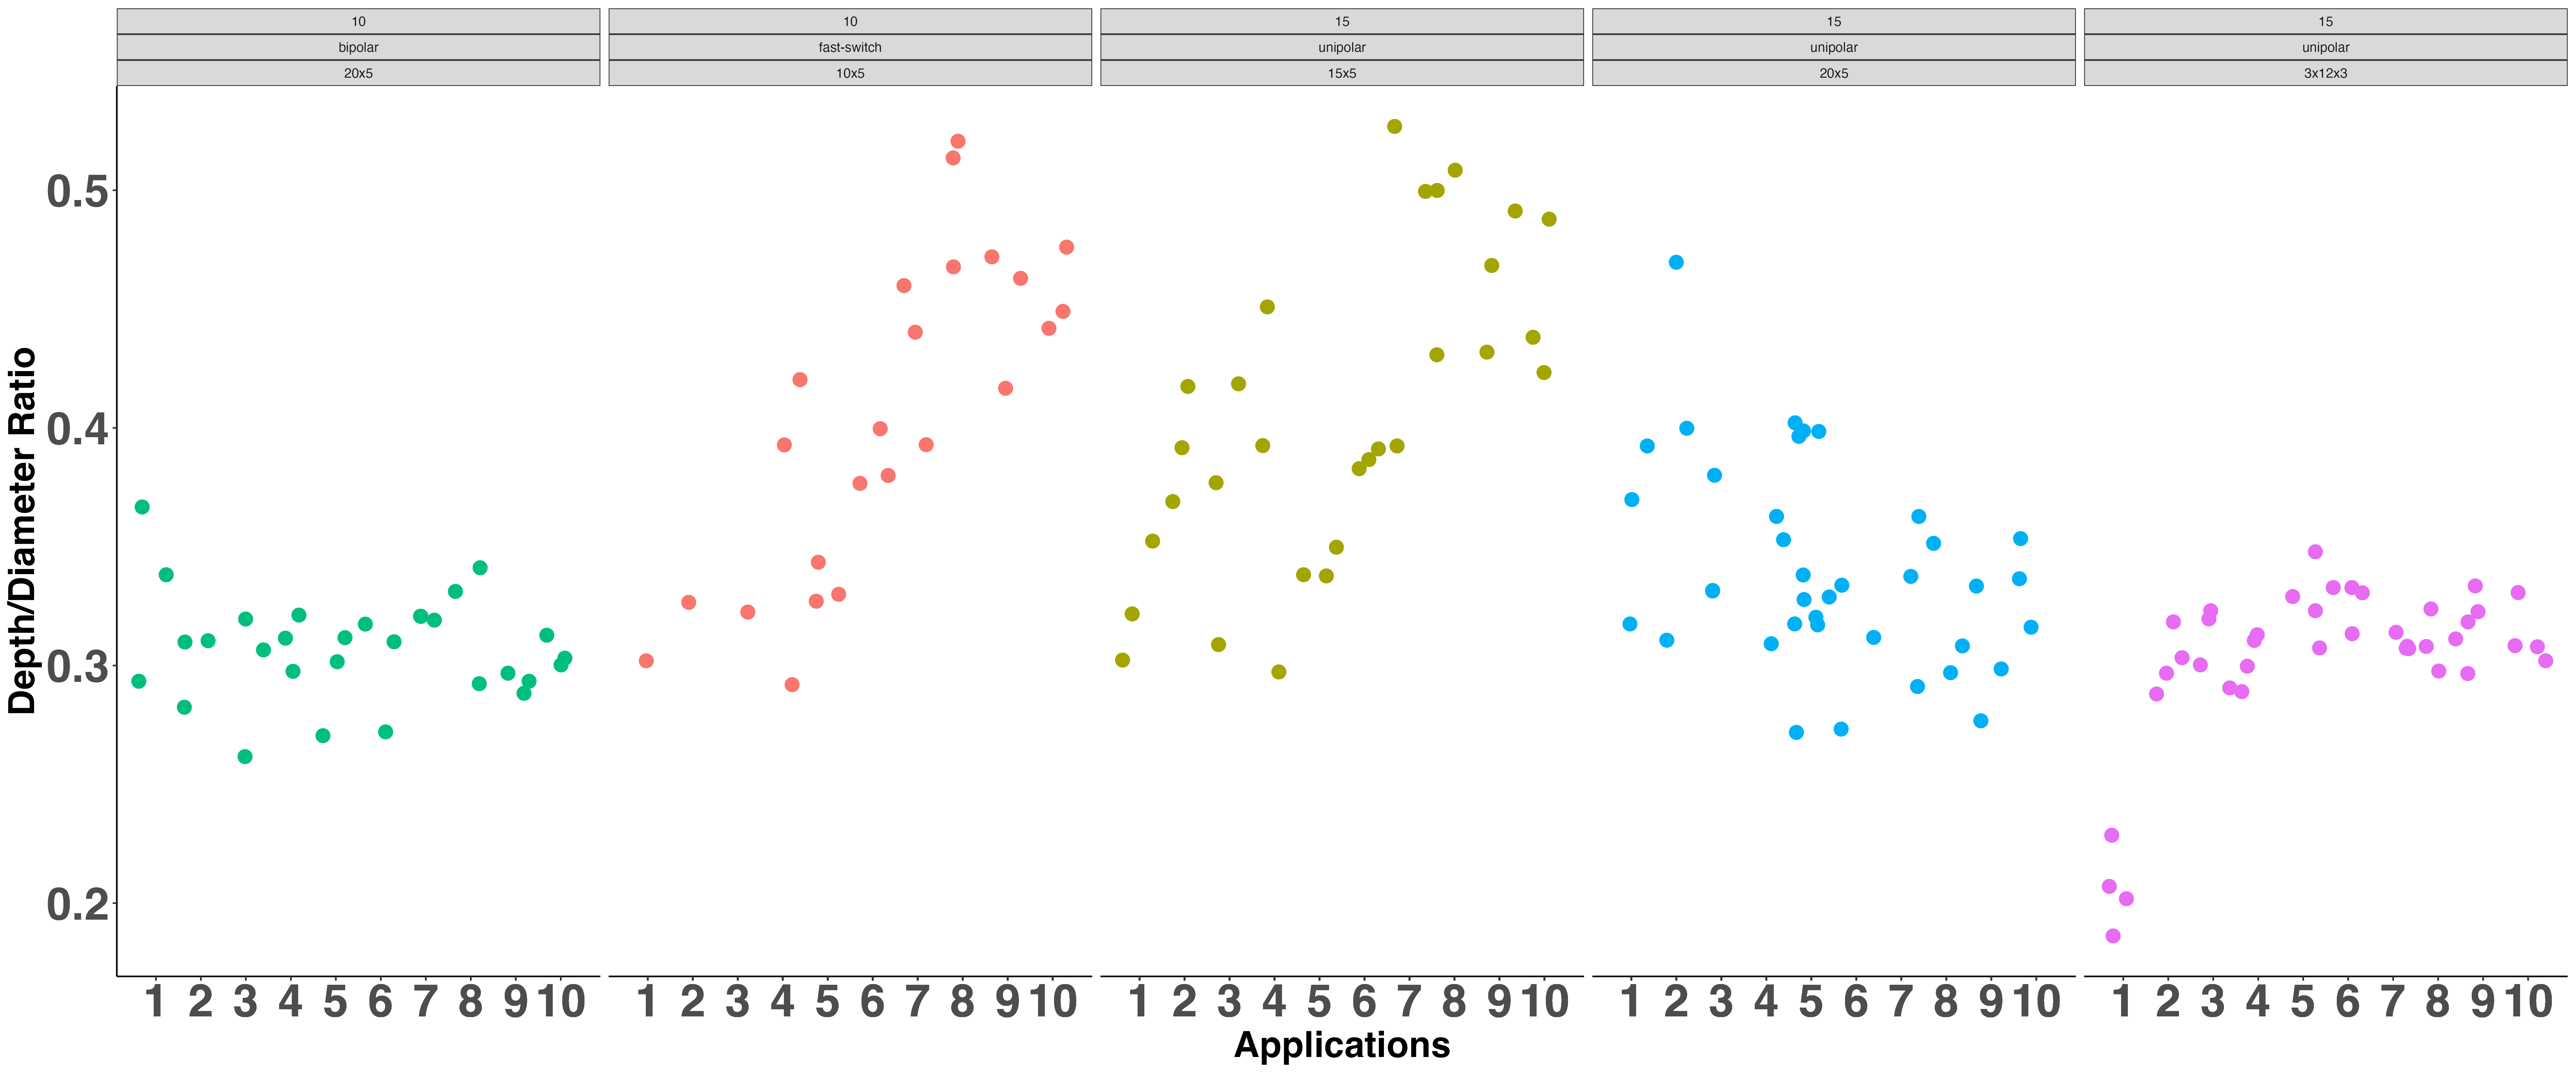 10 10 15 15 15
bipolar fast-switch unipolar unipolar unipolar
20x5 10x5 15x5 20x5 3x12x3
0.5
0.4
0.3
0.2
Depth/Diameter Ratio
1 2 3 4 5 6 7 8 9 10 1 2 3 4 5 6 7 8 9 10 1 2 3 4 5 6 7 8 9 10 1 2 3 4 5 6 7 8 9 10 1 2 3 4 5 6 7 8 9 10
Applications